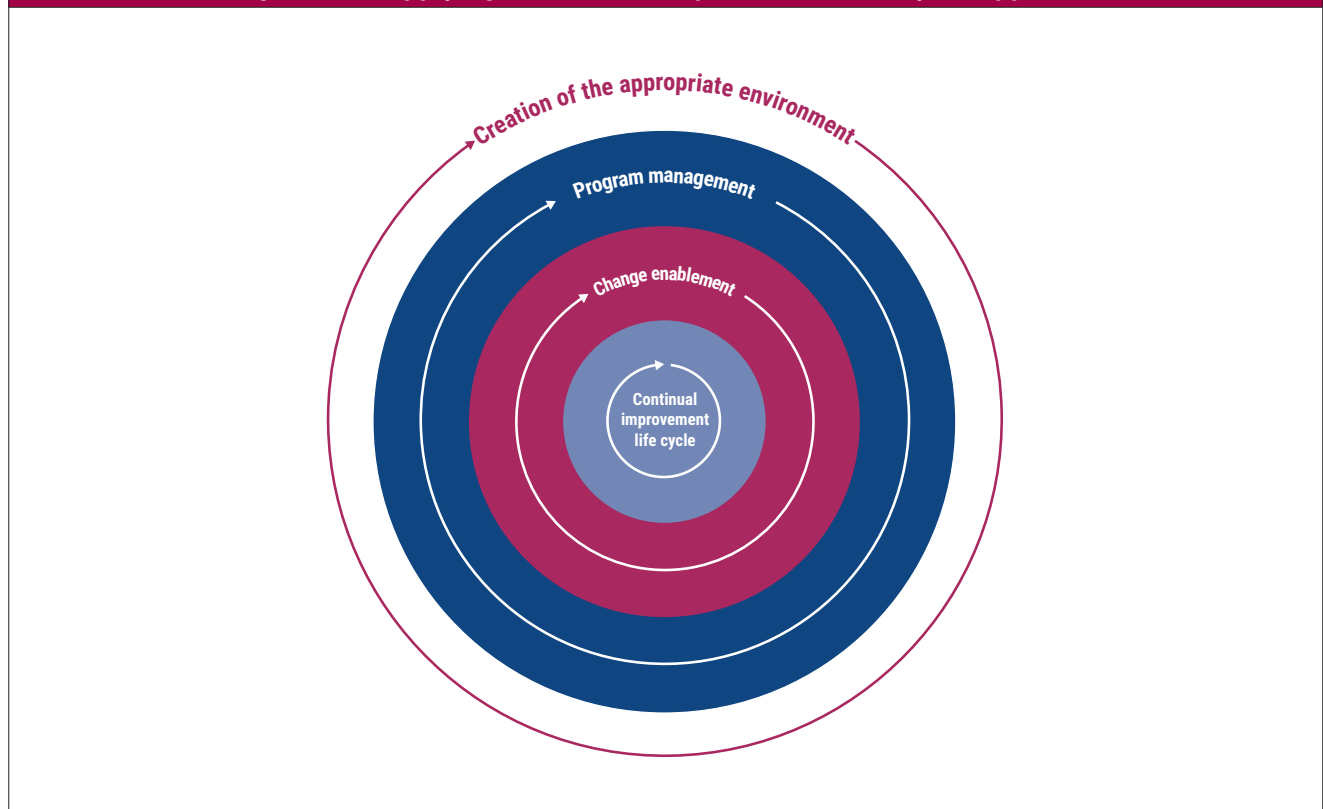 Creation of the appropriate environment
Program management
Change enablement
Continual
improvement
life cycle